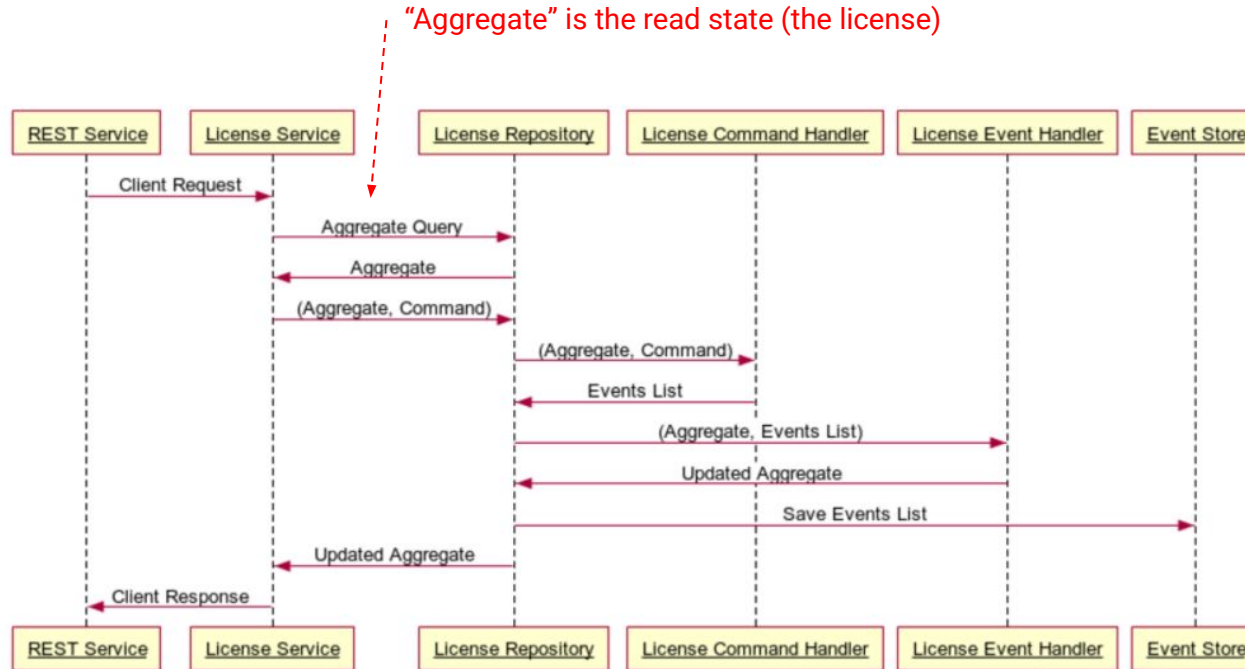 “Aggregate” is the read state (the license)
REST Service
License Service
License Repository
License Command Handler
License Event Handler
Event Store
Client Request
Aggregate Query
Aggregate
(Aggregate, Command)
(Aggregate, Command)
Events List
(Aggregate, Events List)
Updated Aggregate
Save Events List
Updated Aggregate
Client Response
REST Service
License Service
License Repository
License Command Handler
License Event Handler
Event Store